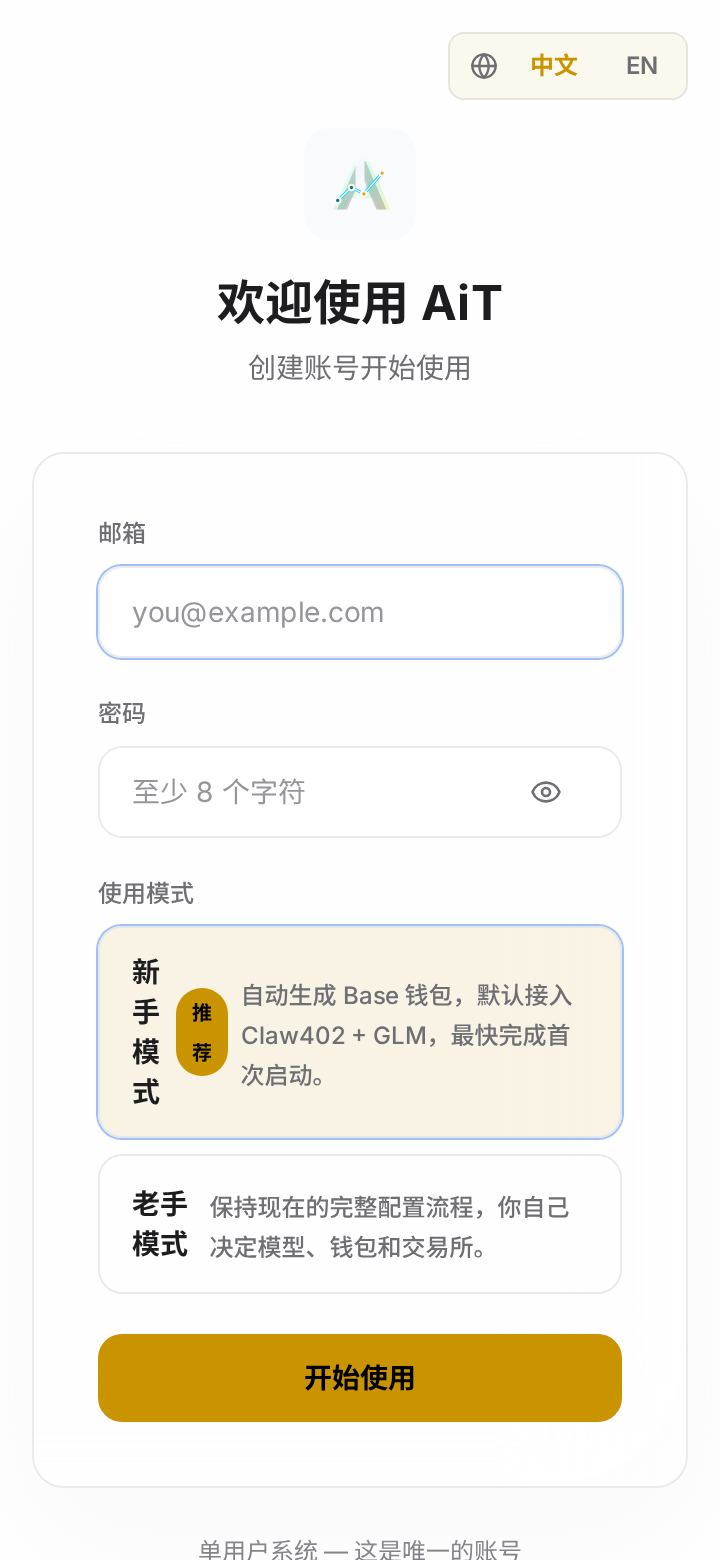 中文 EN
欢迎使用 AiT
创建账号开始使用
邮箱
you@example.com
密码
至少 8 个字符
使用模式
新手模式
推荐
自动生成 Base 钱包，默认接入
Claw402 + GLM，最快完成首
次启动。
老手
模式
保持现在的完整配置流程，你自己
决定模型、钱包和交易所。
开始使用
单用户系统 — 这是唯一的账号